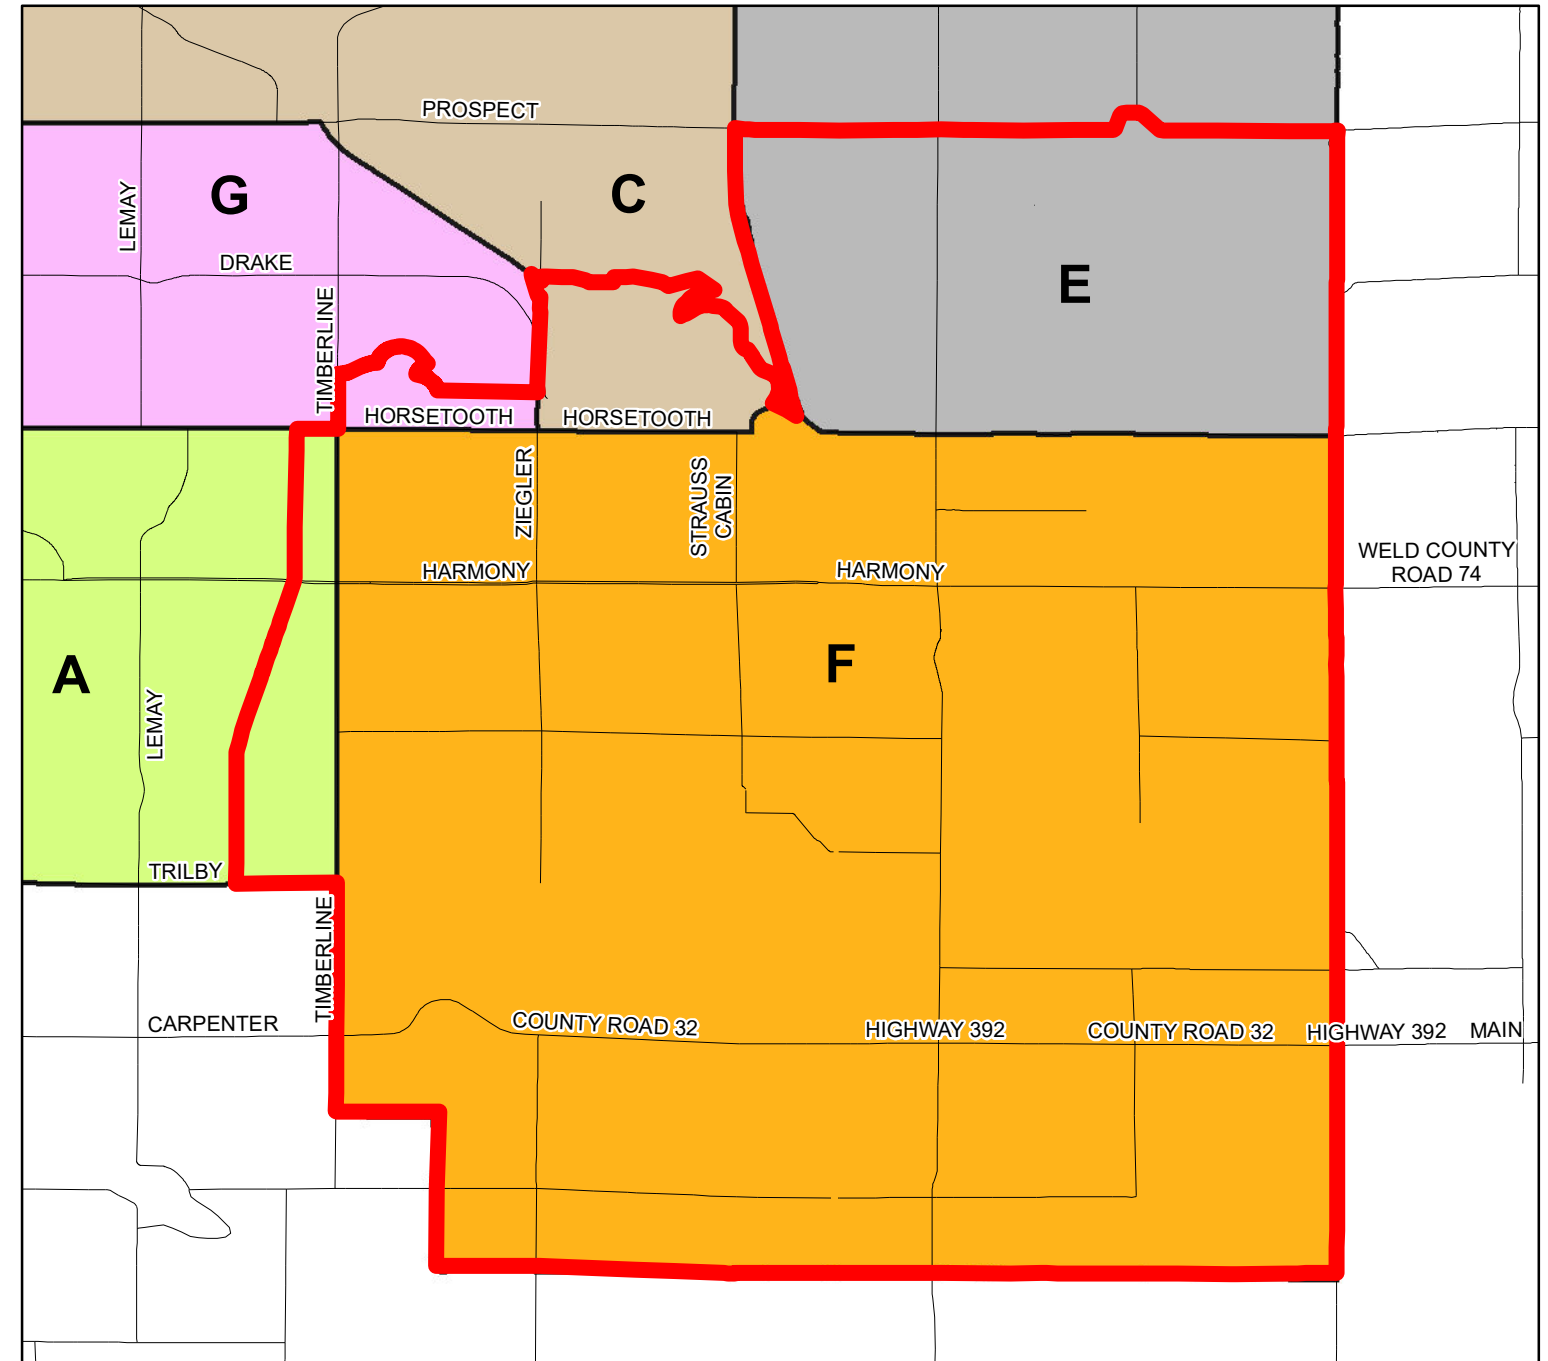 PROSPECT
G
C
LEMAY
DRAKE
E
TIMBERLINE
HORSETOOTH
HORSETOOTH
ZIEGLER
STRAUSS
CABIN
WELD COUNTY
ROAD 74
HARMONY
HARMONY
A
F
LEMAY
TRILBY
TIMBERLINE
CARPENTER
COUNTY ROAD 32
HIGHWAY 392
COUNTY ROAD 32
HIGHWAY 392
MAIN